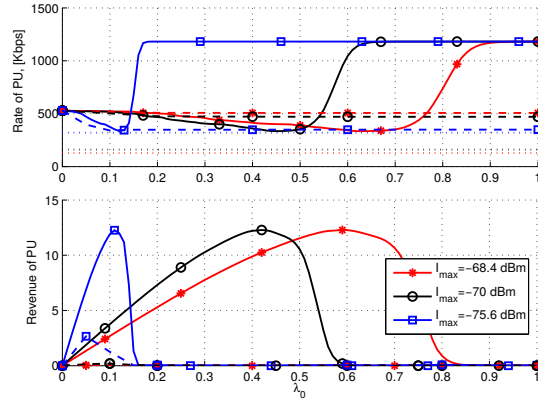 1500
1000
500
0
Rate of PU, [Kbps]
0 0.1 0.2 0.3 0.4 0.5 0.6 0.7 0.8 0.9 1
15
10
5
0
Revenue of PU
I_max=−68.4 dBm
I_max=−70 dBm
I_max=−75.6 dBm
0 0.1 0.2 0.3 0.4 0.5 0.6 0.7 0.8 0.9 1
λ_0